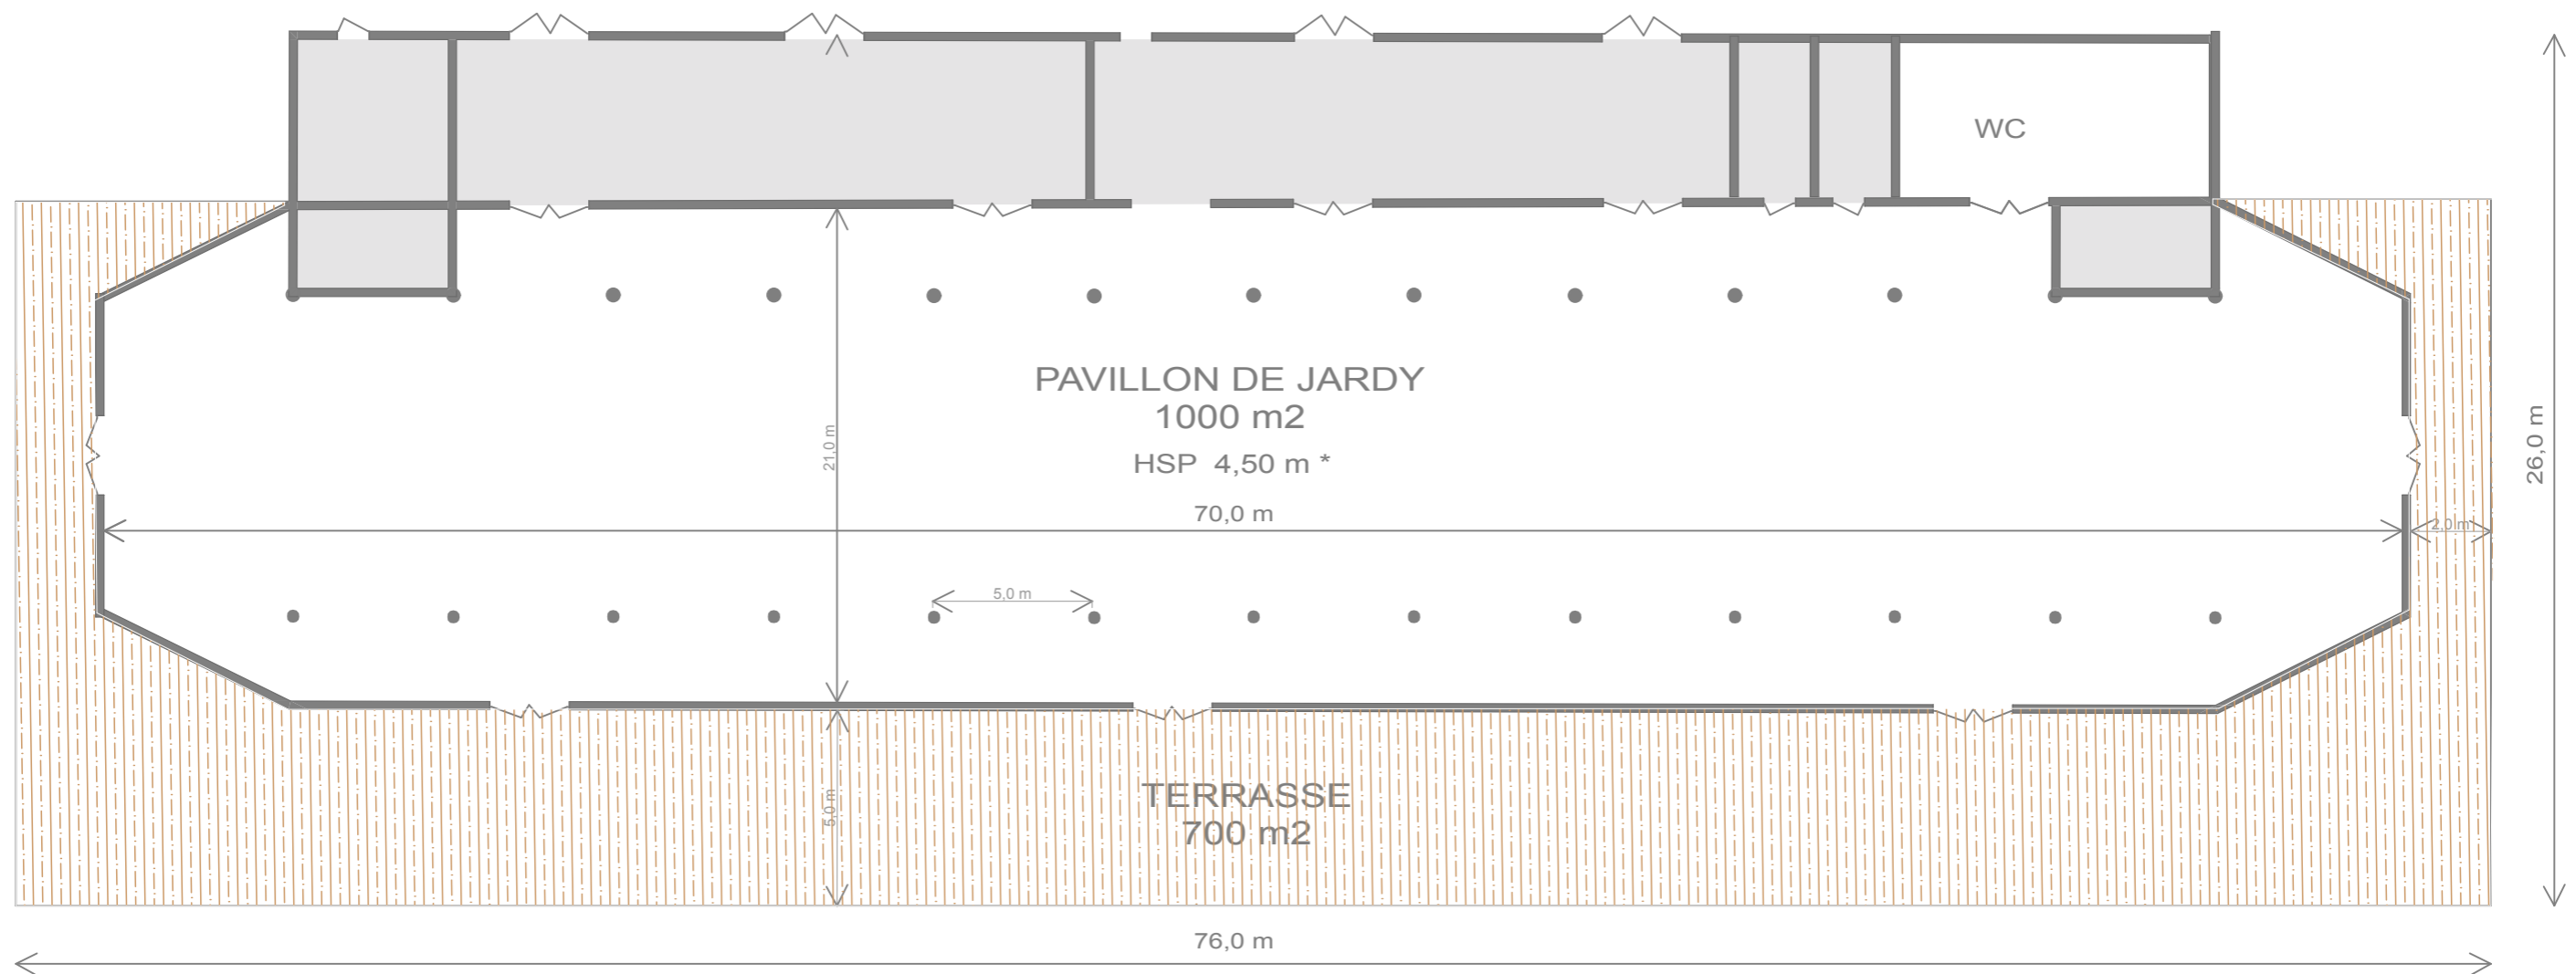 WC
PAVILLON DE JARDY
1000 m2
HSP 4,50 m *
21,0 m
70,0 m
2,0 m
26,0 m
5,0 m
TERRASSE
700 m2
5,0 m
76,0 m